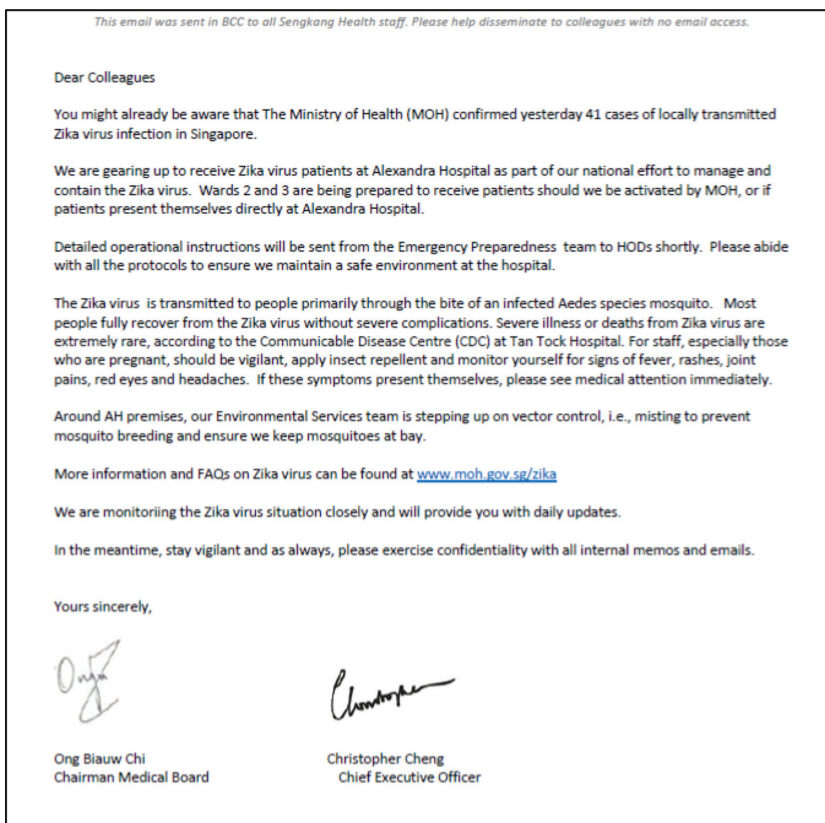 This email was sent in BCC to all Sengkang Health staff. Please help disseminate to colleagues with no email access.
Dear Colleagues
You might already be aware that The Ministry of Health (MOH) confirmed yesterday 41 cases of locally transmitted
Zika virus infection in Singapore.
We are gearing up to receive Zika virus patients at Alexandra Hospital as part of our national effort to manage and
contain the Zika virus. Wards 2 and 3 are being prepared to receive patients should we be activated by MOH, or if
patients present themselves directly at Alexandra Hospital.
Detailed operational instructions will be sent from the Emergency Preparedness team to HODs shortly. Please abide
with all the protocols to ensure we maintain a safe environment at the hospital.
The Zika virus is transmitted to people primarily through the bite of an infected Aedes species mosquito. Most
people fully recover from the Zika virus without severe complications. Severe illness or deaths from Zika virus are
extremely rare, according to the Communicable Disease Centre (CDC) at Tan Tock Hospital. For staff, especially those
who are pregnant, should be vigilant, apply insect repellent and monitor yourself for signs of fever, rashes, joint
pains, red eyes and headaches. If these symptoms present themselves, please see medical attention immediately.
Around AH premises, our Environmental Services team is stepping up on vector control, i.e., misting to prevent
mosquito breeding and ensure we keep mosquitoes at bay.
More information and FAQs on Zika virus can be found at www.moh.gov.sg/zika
We are monitoriing the Zika virus situation closely and will provide you with daily updates.
In the meantime, stay vigilant and as always, please exercise confidentiality with all internal memos and emails.
Yours sincerely,
Christopher
Ong Biauw Chi Christopher Cheng
Chairman Medical Board Chief Executive Officer